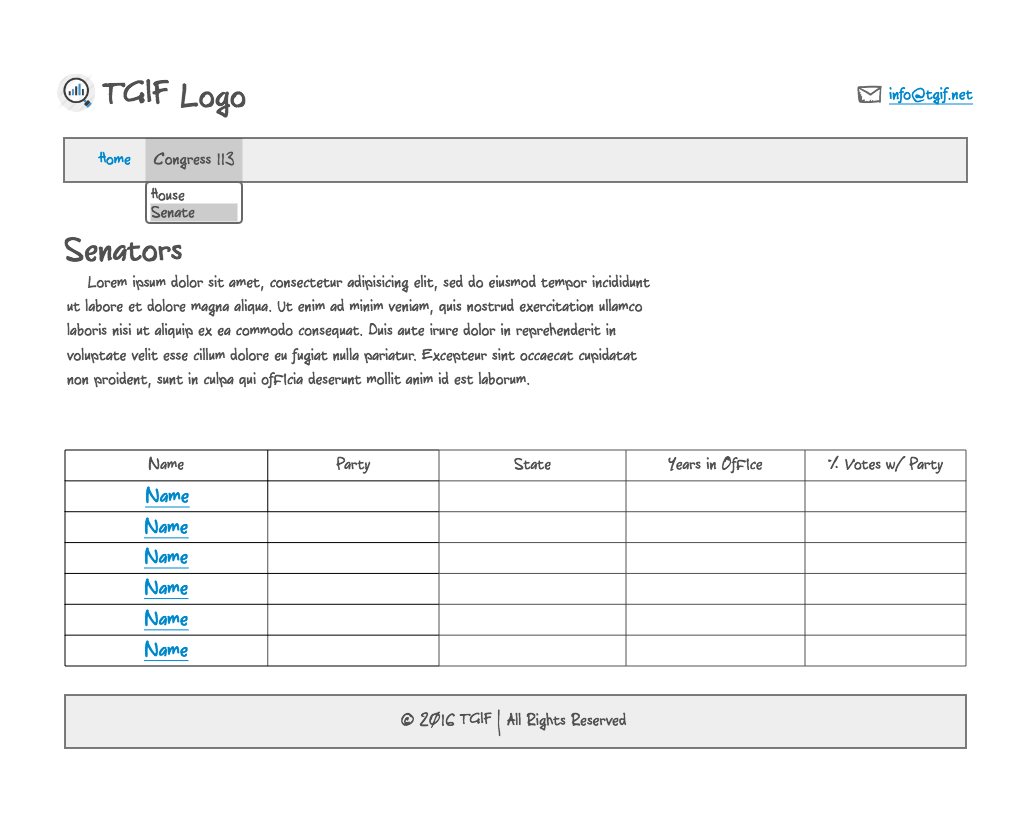 TGIF Logo
info@tgif.net
Home Congress 113
House
Senate
Senators
Lorem ipsum dolor sit amet, consectetur adipisicing elit, sed do eiusmod tempor incididunt
ut labore et dolore magna aliqua. Ut enim ad minim veniam, quis nostrud exercitation ullamco
laboris nisi ut aliquip ex ea commodo consequat. Duis aute irure dolor in reprehenderit in
voluptate velit esse cillum dolore eu fugiat nulla pariatur. Excepteur sint occaecat cupidatat
non proident, sunt in culpa qui officia deserunt mollit anim id est laborum.
Name Party State Years in Office % Votes w/ Party
Name
Name
Name
Name
Name
Name
© 2016 TGIF | All Rights Reserved